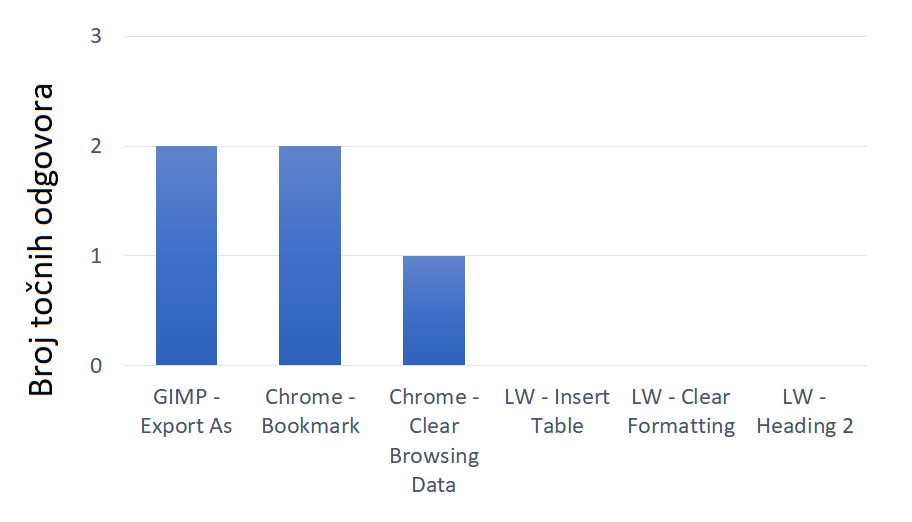 Broj točnih odgovora
3
2
1
0
GIMP -
Export As
Chrome -
Bookmark
Chrome -
Clear
Browsing
Data
LW - Insert
Table
LW - Clear
Formatting
LW -
Heading 2